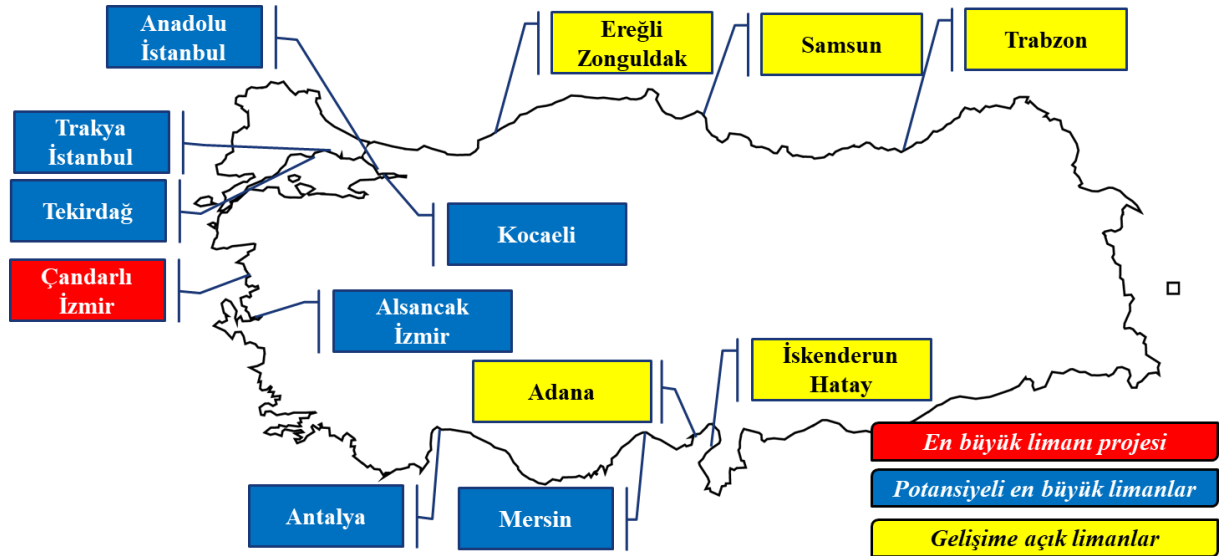 Anadolu
İstanbul
Ereğli
Zonguldak
Samsun
Trabzon
Trakya
İstanbul
Tekirdağ
Kocaeli
Çandarlı
İzmir
Alsancak
İzmir
Adana
İskenderun
Hatay
Antalya
Mersin
En büyük limanı projesi
Potansiyeli en büyük limanlar
Gelişime açık limanlar